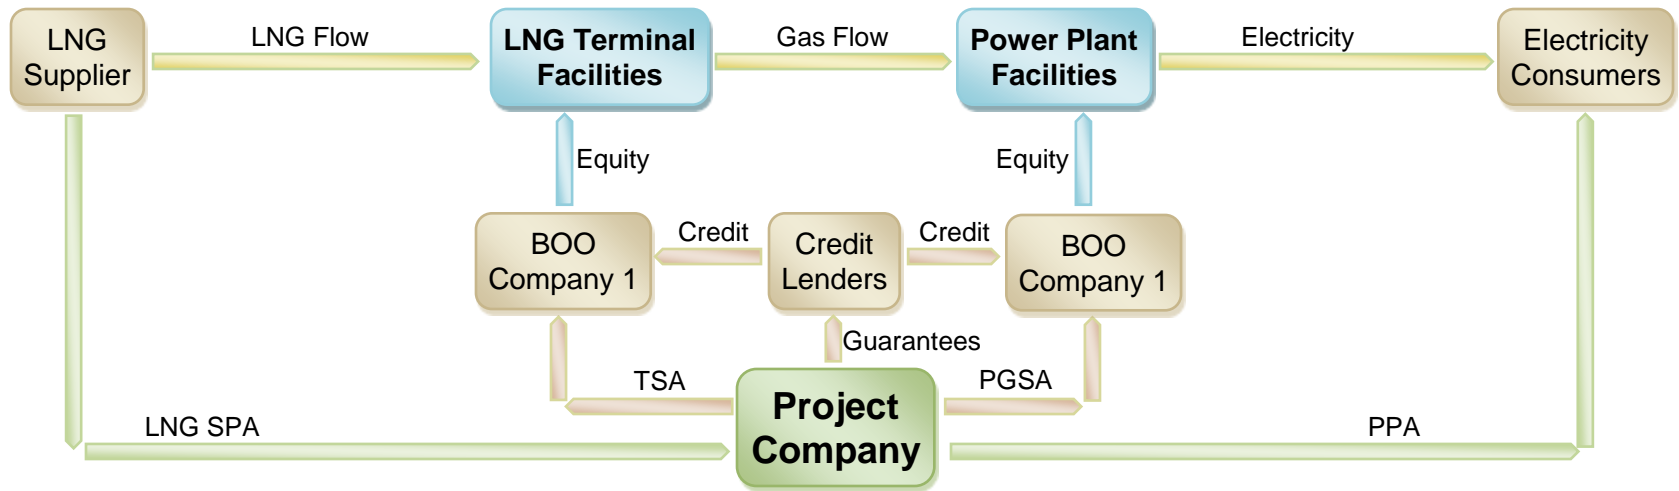 LNG
Supplier
LNG Flow
LNG Terminal
Facilities
Gas Flow
Power Plant
Facilities
Electricity
Electricity
Consumers
Equity
Equity
BOO
Company 1
Credit
Credit
Lenders
Credit
BOO
Company 1
Guarantees
TSA
PGSA
Project
Company
LNG SPA
PPA